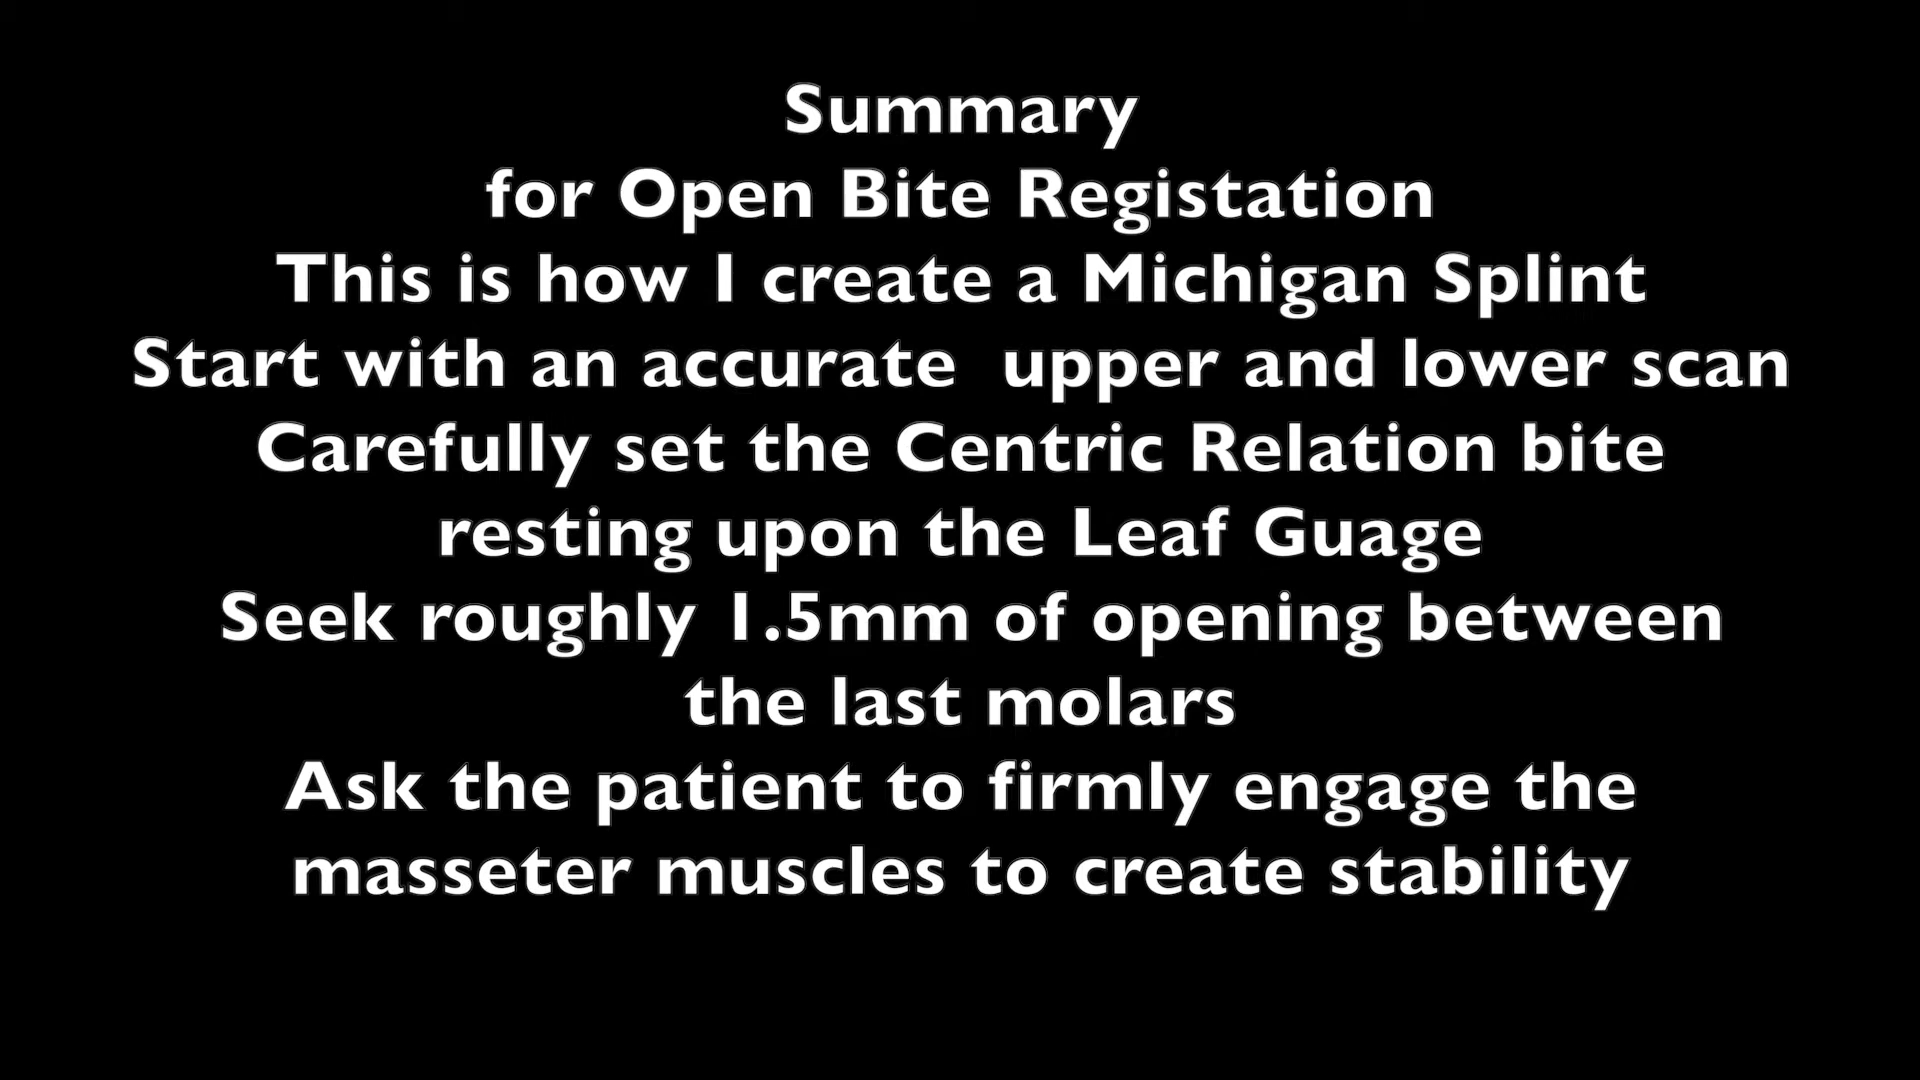 Summary
for Open Bite Registation
This is how I create a Michigan Splint
Start with an accurate  upper and lower scan
Carefully set the Centric Relation bite
resting upon the Leaf Guage
Seek roughly 1.5mm of opening between
the last molars
Ask the patient to firmly engage the
masseter muscles to create stability